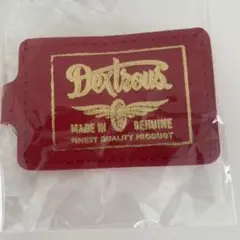 Dextrous.
MADE IN GENUINE
FINEST QUALITY PRODUCT